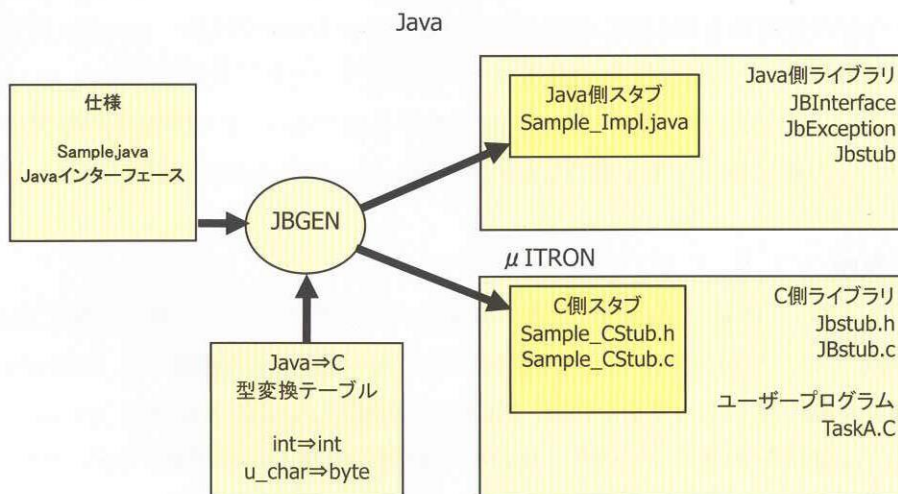 Java
仕様
Sample.java
Javaインターフェース
JBGEN
Java側スタブ
Sample_Impl.java
Java側ライブラリ
JBInterface
JbException
Jbstub
μITRON
C側スタブ
Sample_CStub.h
Sample_CStub.c
C側ライブラリ
Jbstub.h
JBstub.c
ユーザープログラム
TaskA.C
Java⇒C
型変換テーブル
int⇒int
u_char⇒byte